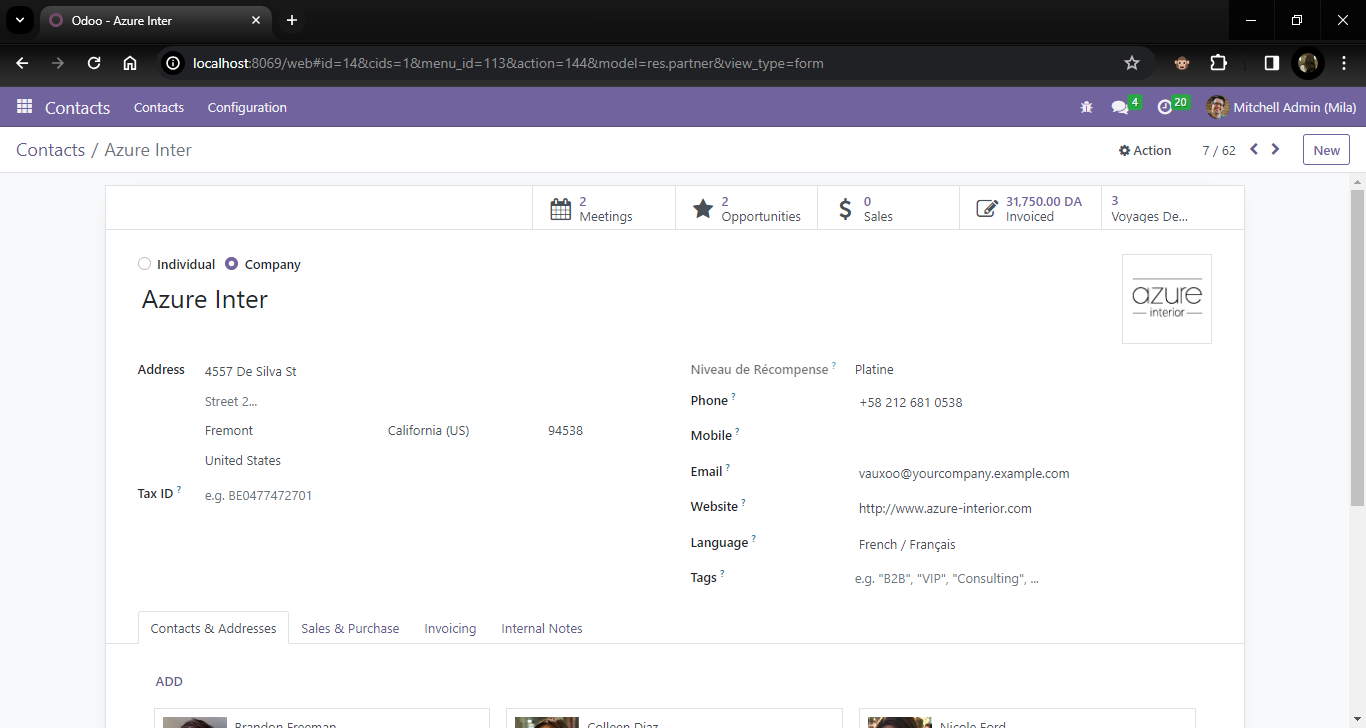 Odoo - Azure Inter
localhost:8069/web#id=14&cids=1&menu_id=113&action=144&model=res.partner&view_type=form
Contacts Contacts Configuration 4 20 Mitchell Admin (Mila)
Contacts / Azure Inter Action 7 / 62 New
2 Meetings
2 Opportunities
0 Sales
31,750.00 DA Invoiced
3 Voyages De...
Individual Company
Azure Inter
azure
interior
Address 4557 De Silva St
Street 2...
Fremont California (US) 94538
United States
Tax ID ? e.g. BE0477472701
Niveau de Récompense ? Platine
Phone ? +58 212 681 0538
Mobile ?
Email ? vauxoo@yourcompany.example.com
Website ? http://www.azure-interior.com
Language ? French / Français
Tags ? e.g. "B2B", "VIP", "Consulting", ...
Contacts & Addresses Sales & Purchase Invoicing Internal Notes
ADD
Brandon Freeman Colleen Diaz Nicole Ford